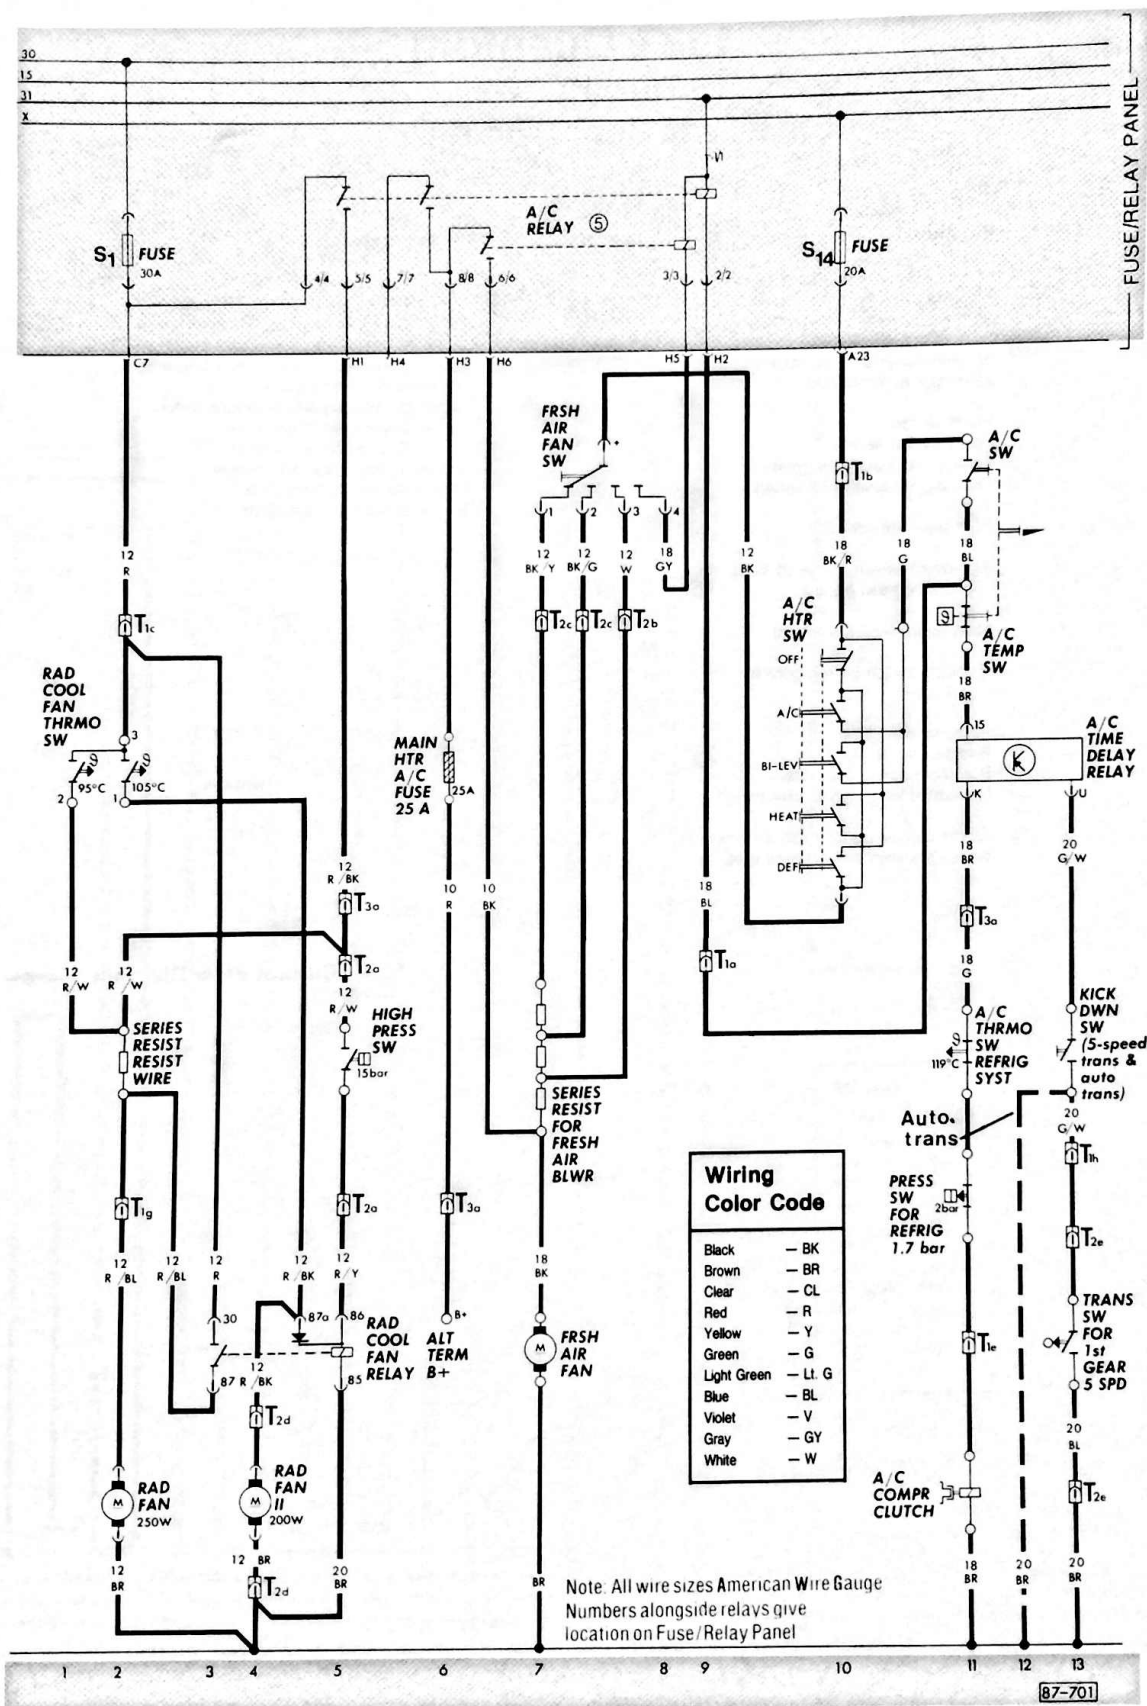 30
15
31
X
FUSE/RELAY PANEL
A/C
RELAY
5
S1
FUSE
30A
4/4
5/5
7/7
8/8
6/6
3/3
2/2
S14
FUSE
20A
C7
H1
H4
H3
H6
H5
H2
A23
FRSH
AIR
FAN
SW
+
1
2
3
4
12
BK/Y
12
BK/G
12
W
18
GY
12
BK
T1b
18
BK/R
18
G
A/C
SW
18
BL
12
R
T1c
T2c
T2c
T2b
A/C
HTR
SW
OFF
A/C
BI-LEV
HEAT
DEF
A/C
TEMP
SW
18
BR
15
A/C
TIME
DELAY
RELAY
K
U
RAD
COOL
FAN
THRMO
SW
3
95°C
105°C
2
1
MAIN
HTR
A/C
FUSE
25 A
25A
12
R/BK
T3a
10
R
10
BK
18
BL
18
BR
20
G/W
T3a
T2a
T1a
18
G
12
R/W
12
R/W
12
R/W
SERIES
RESIST
RESIST
WIRE
HIGH
PRESS
SW
15bar
A/C
THRMO
SW
REFRIG
SYST
119°C
KICK
DWN
SW
(5-speed
trans &
auto
trans)
SERIES
RESIST
FOR
FRESH
AIR
BLWR
Auto.
trans
20
G/W
T1h
Wiring
Color Code
Black – BK
Brown – BR
Clear – CL
Red – R
Yellow – Y
Green – G
Light Green – Lt. G
Blue – BL
Violet – V
Gray – GY
White – W
PRESS
SW
FOR
REFRIG
1.7 bar
2bar
T1g
T2a
T3a
T2e
12
R/BL
12
R/BL
12
R
12
R/BK
12
R/Y
18
BK
30
87a
86
B+
RAD
COOL
FAN
RELAY
ALT
TERM
B+
M
FRSH
AIR
FAN
TRANS
SW
FOR
1st
GEAR
5 SPD
T1e
87
12
R/BK
85
T2d
20
BL
M
RAD
FAN
250W
M
RAD
FAN
II
200W
A/C
COMPR
CLUTCH
T2e
12
BR
12 BR
T2d
20
BR
BR
18
BR
20
BR
20
BR
Note: All wire sizes American Wire Gauge
Numbers alongside relays give
location on Fuse/Relay Panel
1 2 3 4 5 6 7 8 9 10 11 12 13
87-701